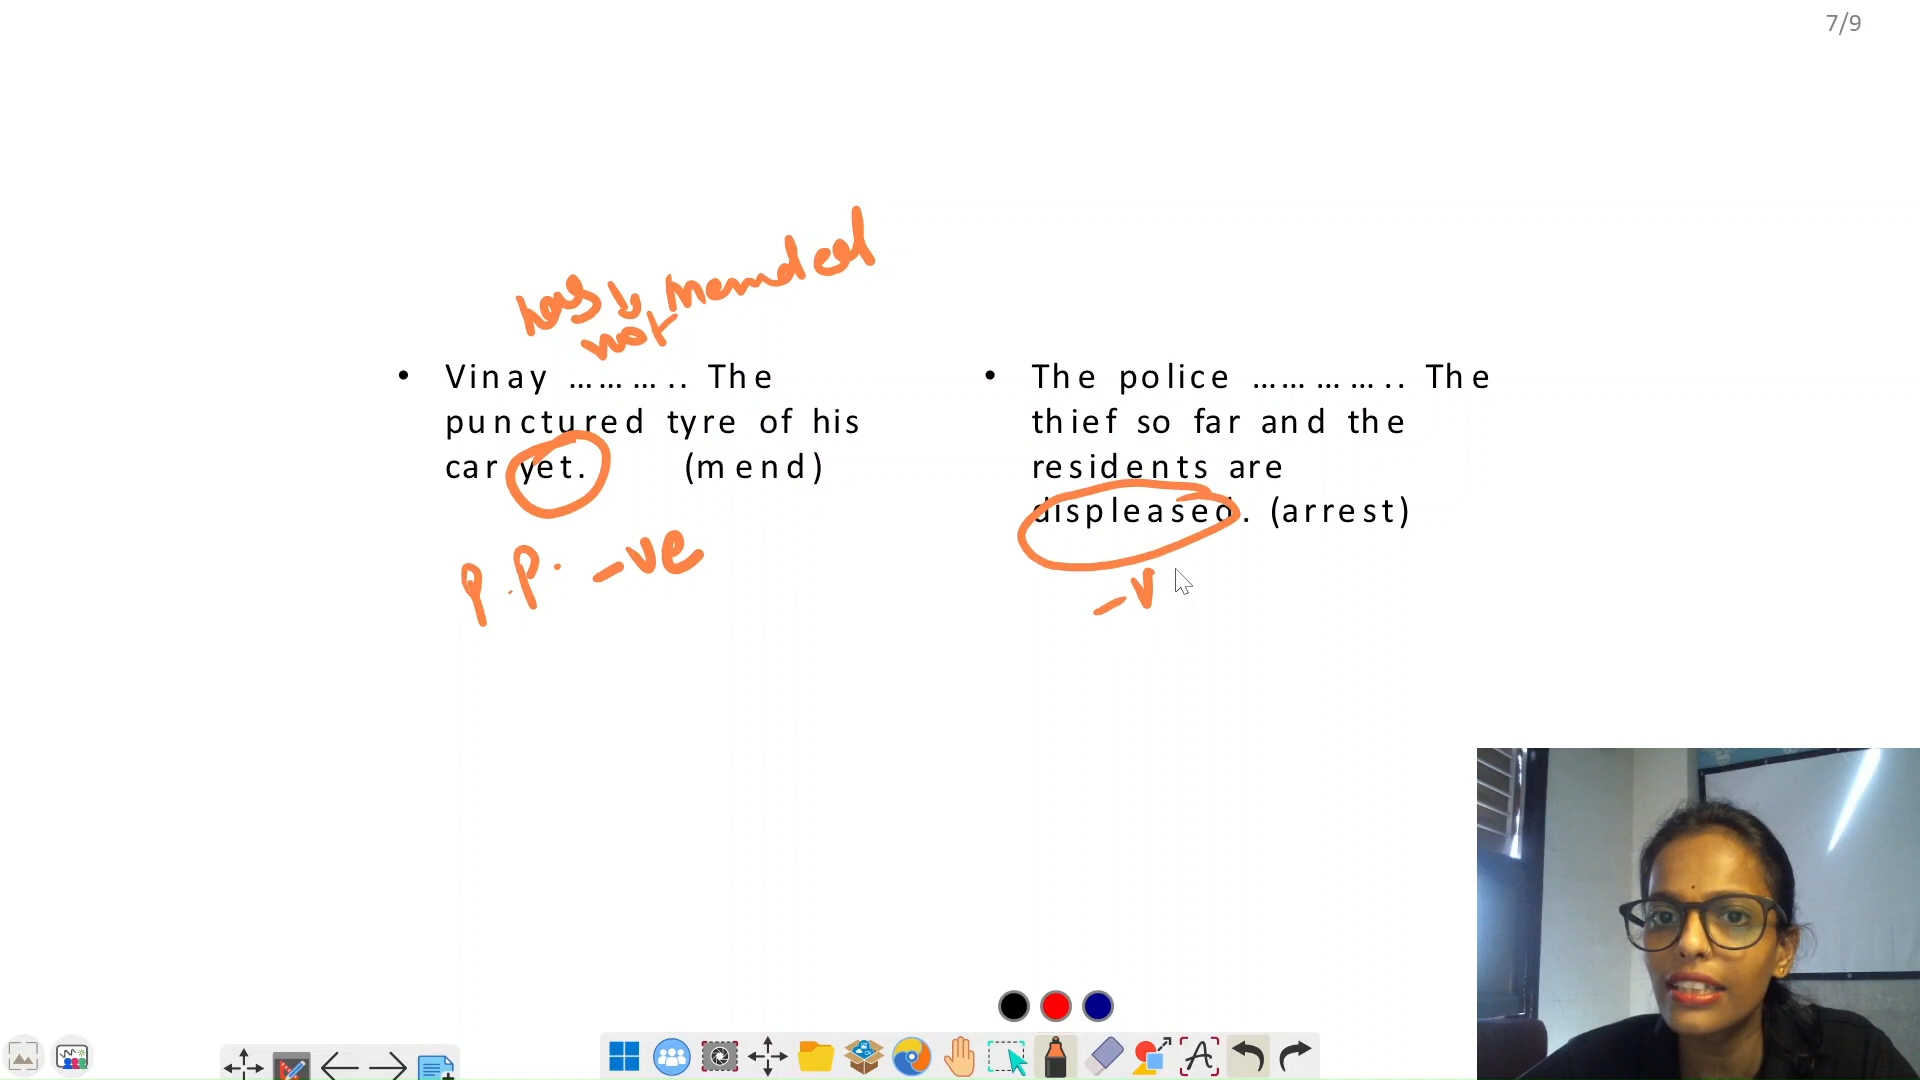 7/9
has mended
not
• Vinay ……….. The
punctured tyre of his
car yet. (mend)
P.P. -ve
• The police ………….. The
thief so far and the
residents are
displeased. (arrest)
-v